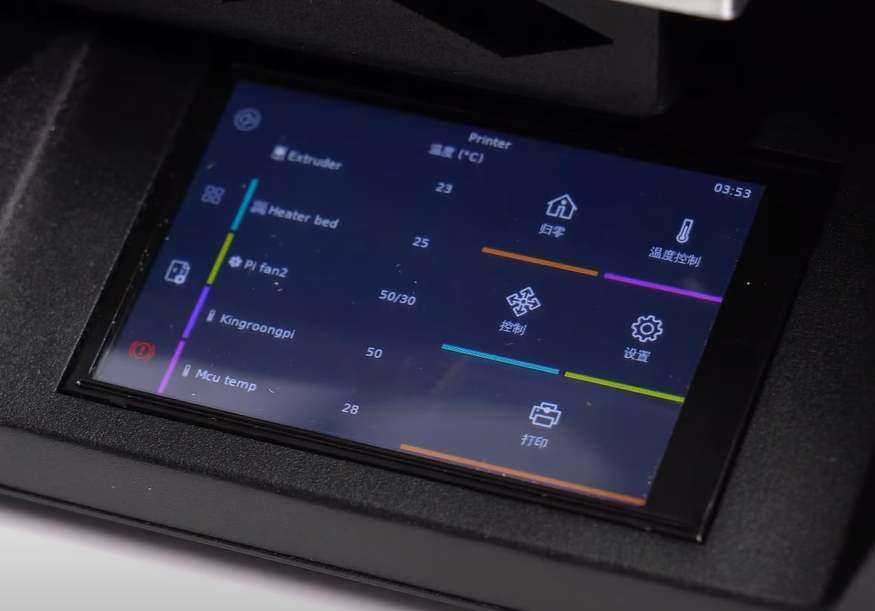 Printer
03:53
温度 (°C)
Extruder 23
Heater bed 25
Pi fan2 50/30
Kingroongpi 50
Mcu temp 28
归零
温度控制
控制
设置
打印